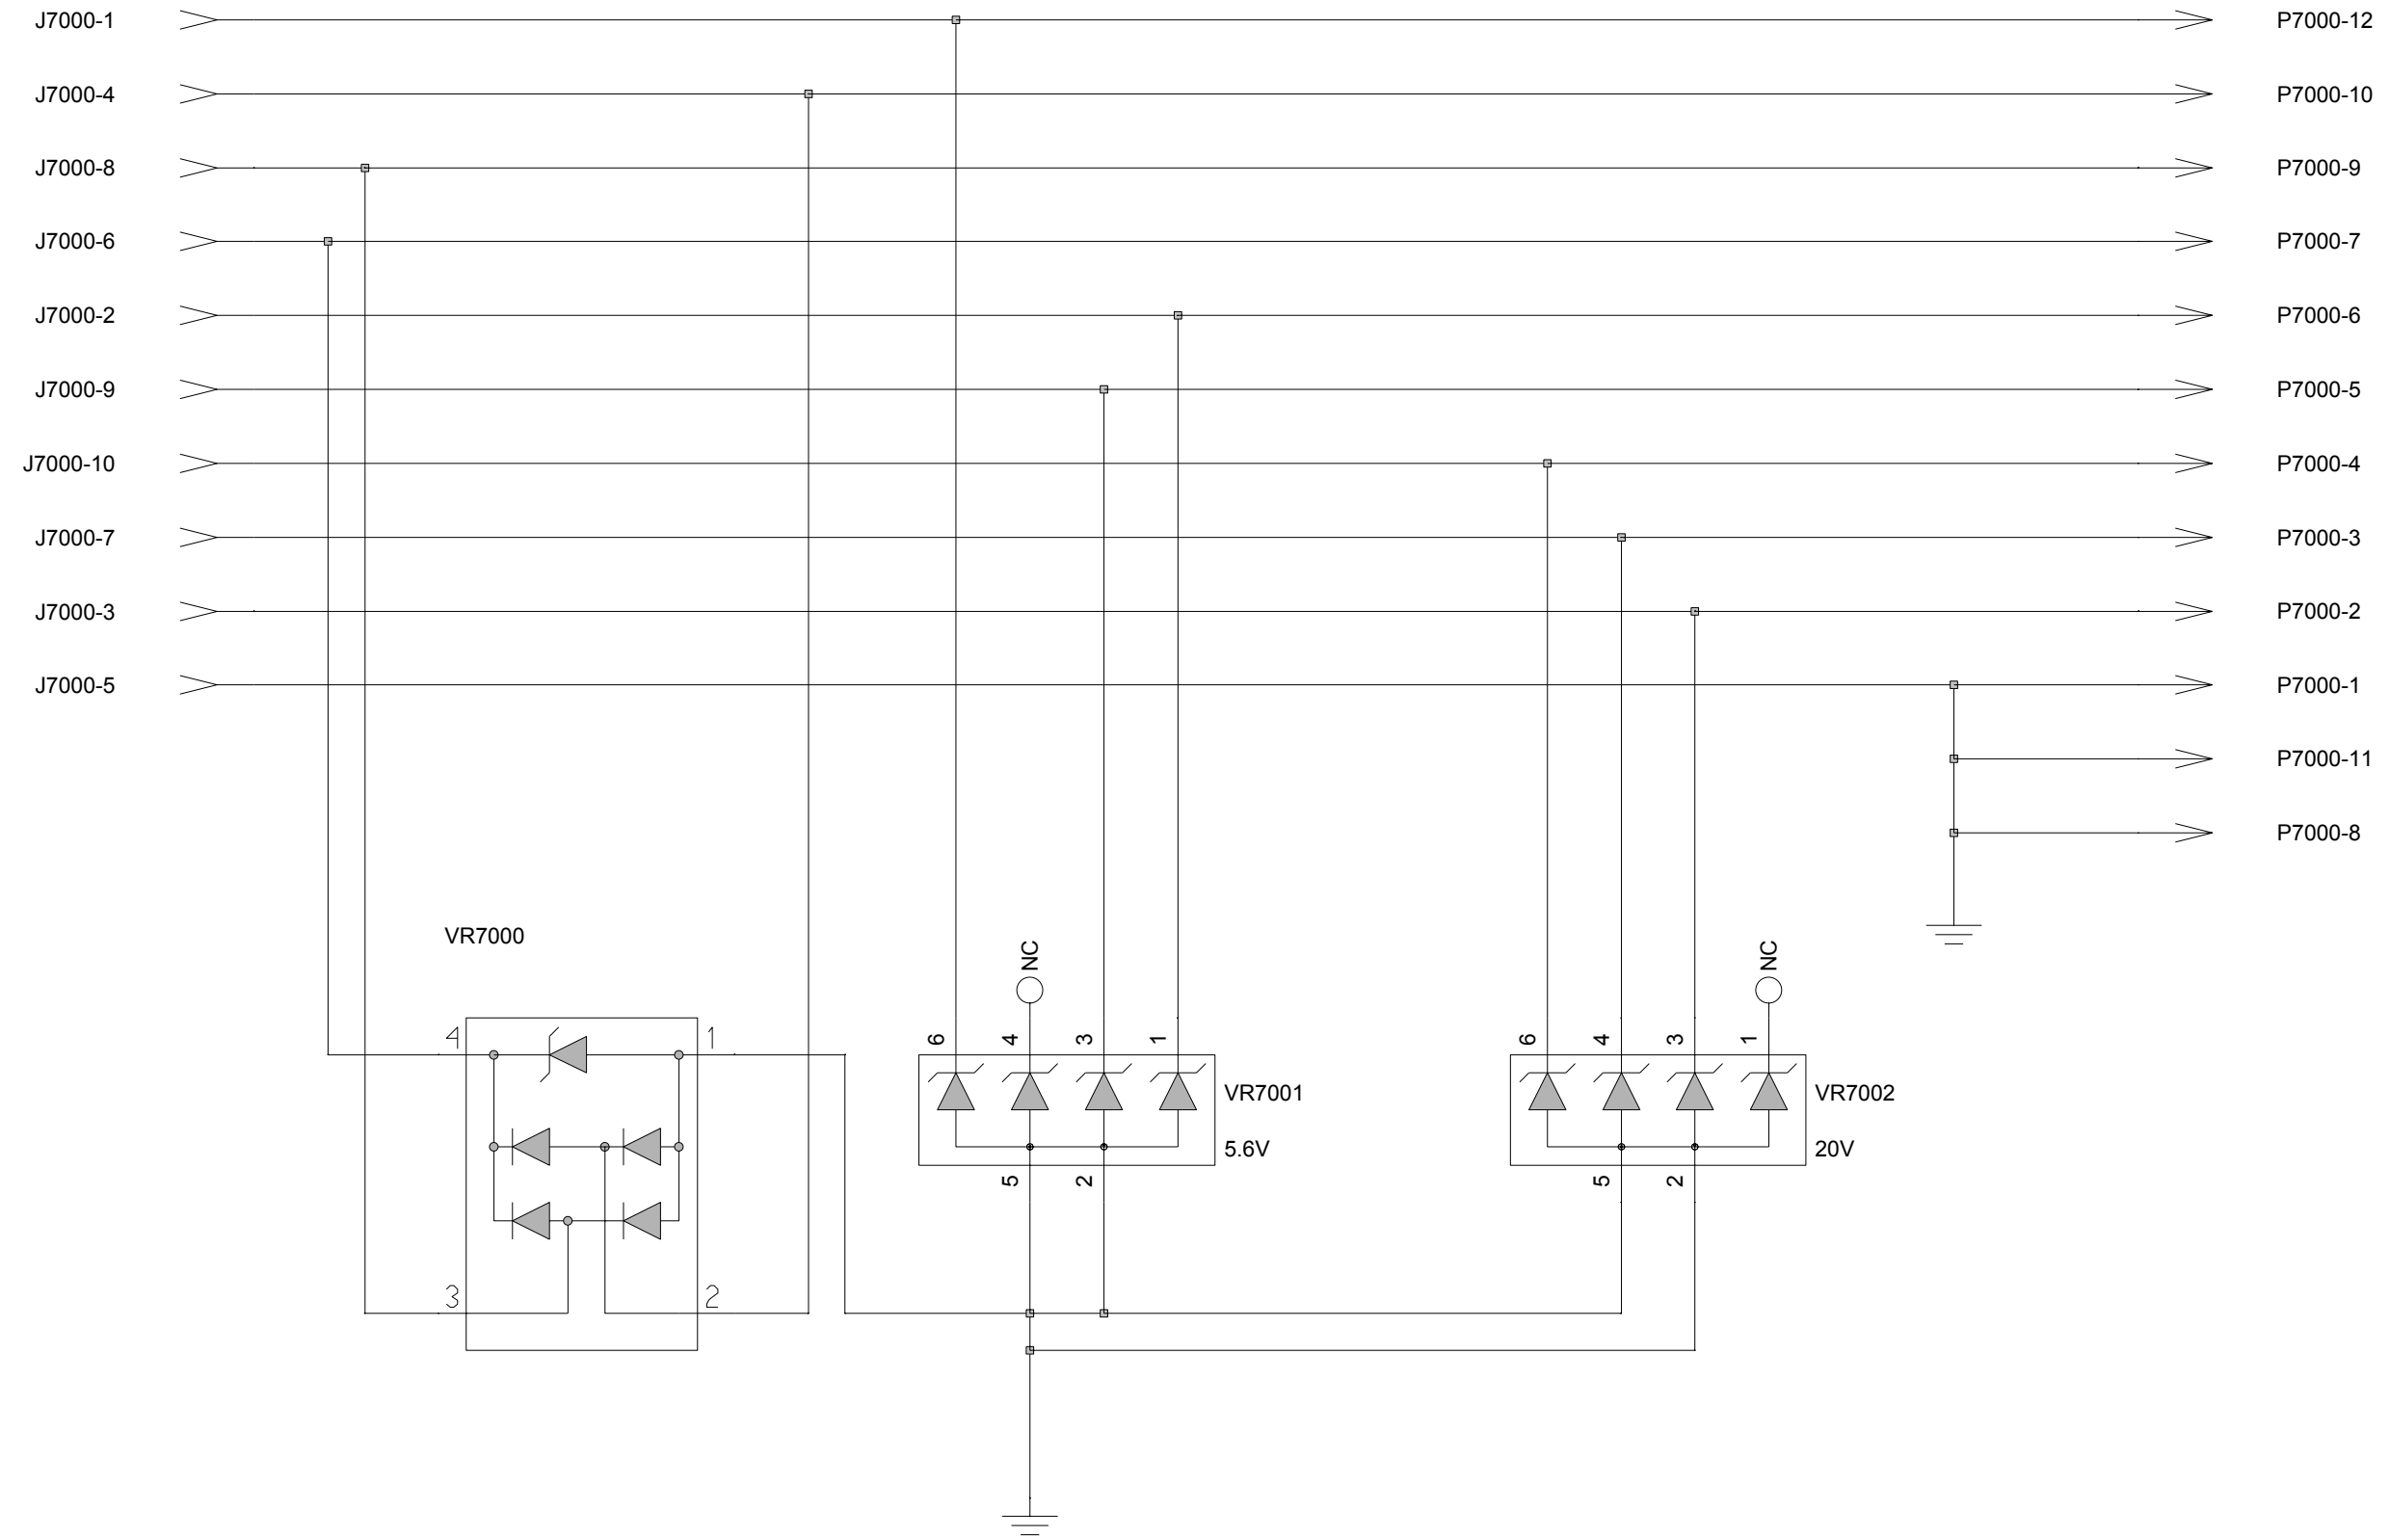 J7000-1 P7000-12
J7000-4 P7000-10
J7000-8 P7000-9
J7000-6 P7000-7
J7000-2 P7000-6
J7000-9 P7000-5
J7000-10 P7000-4
J7000-7 P7000-3
J7000-3 P7000-2
J7000-5 P7000-1
P7000-11
P7000-8
VR7000
NC NC
4 1
6 4 3 1
6 4 3 1
VR7001 VR7002
5.6V 20V
5 2 5 2
3 2